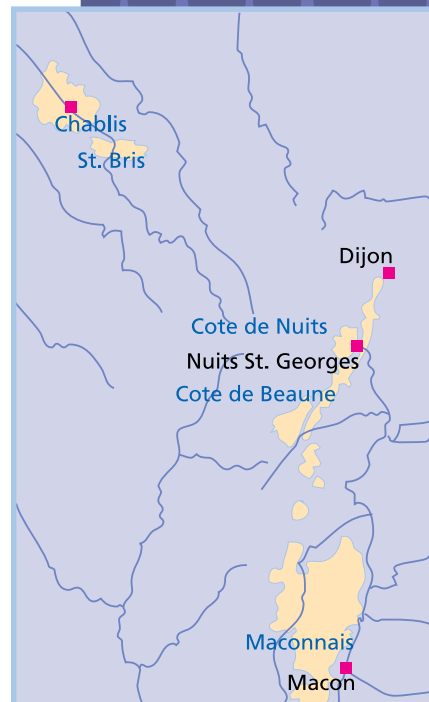 Chablis
St. Bris
Dijon
Cote de Nuits
Nuits St. Georges
Cote de Beaune
Maconnais
Macon